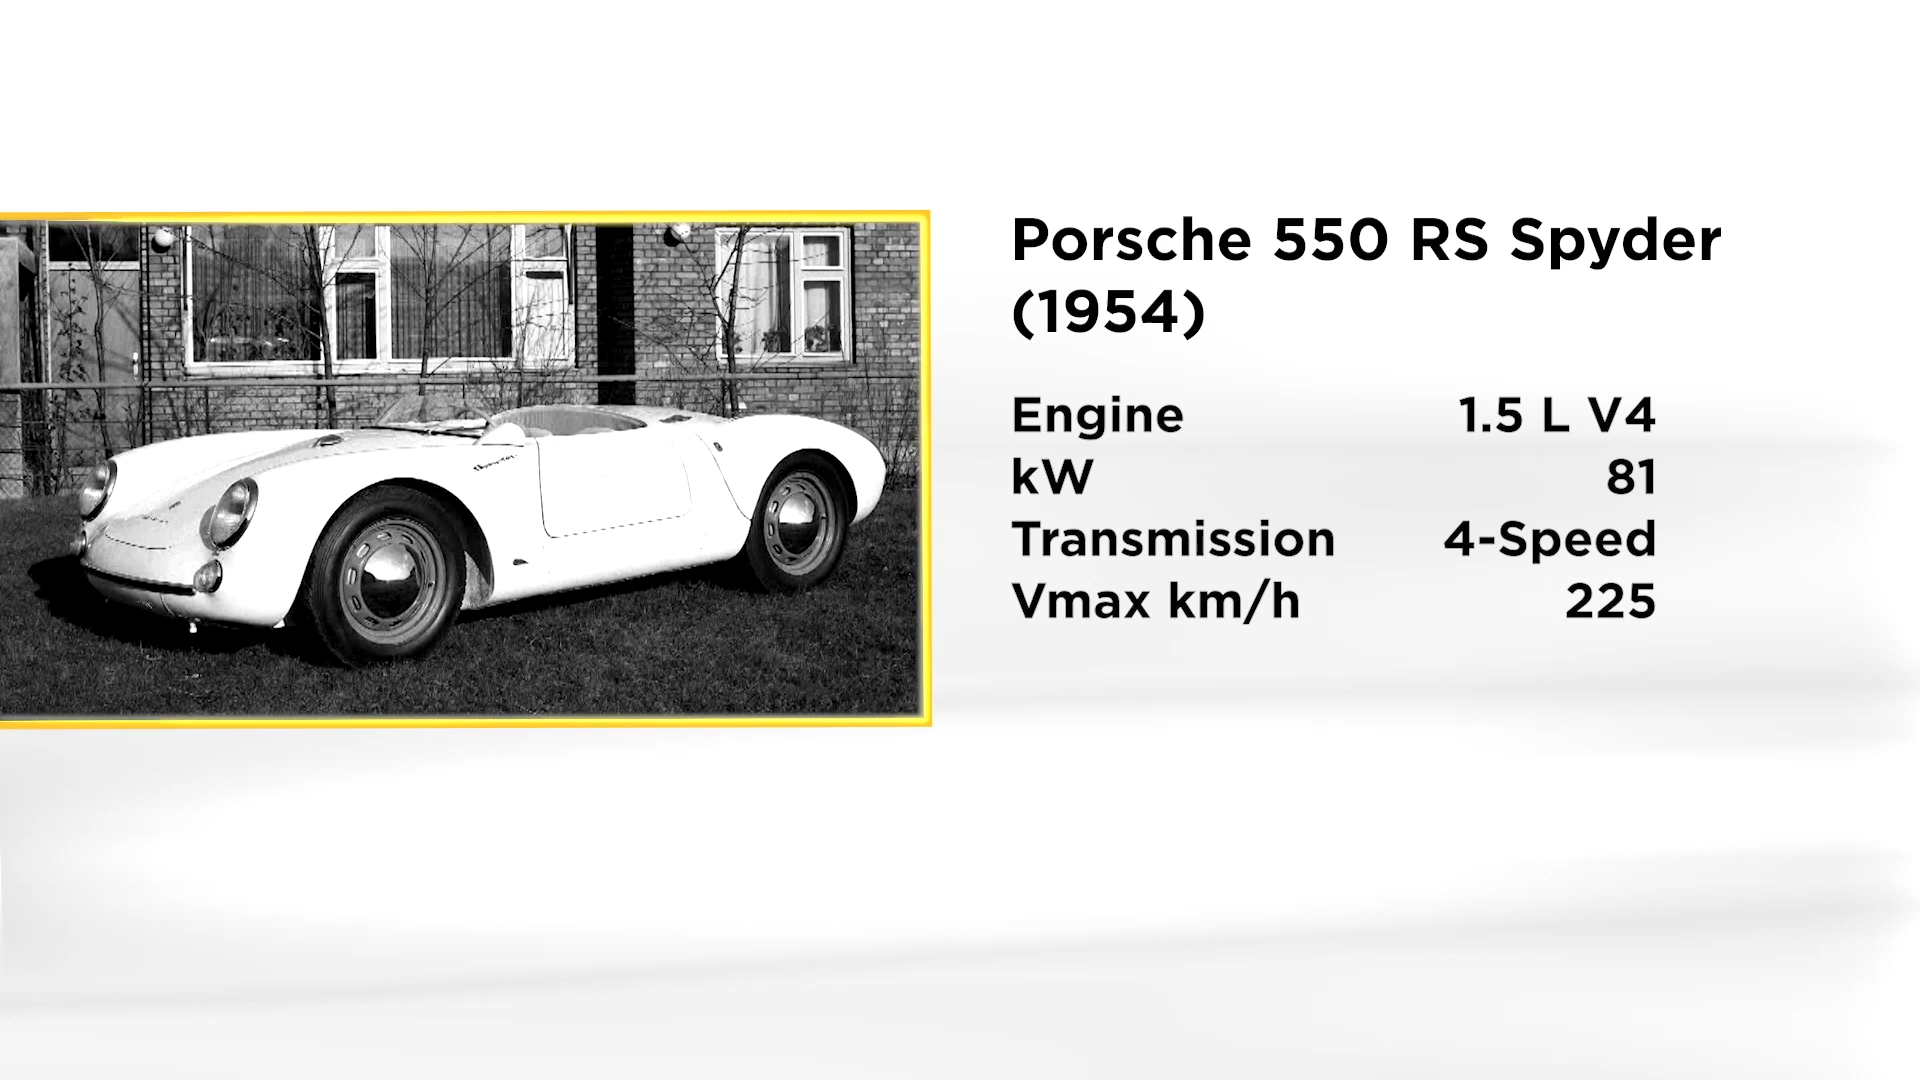 Porsche 550 RS Spyder
(1954)
Engine 1.5 L V4
kW 81
Transmission 4-Speed
Vmax km/h 225